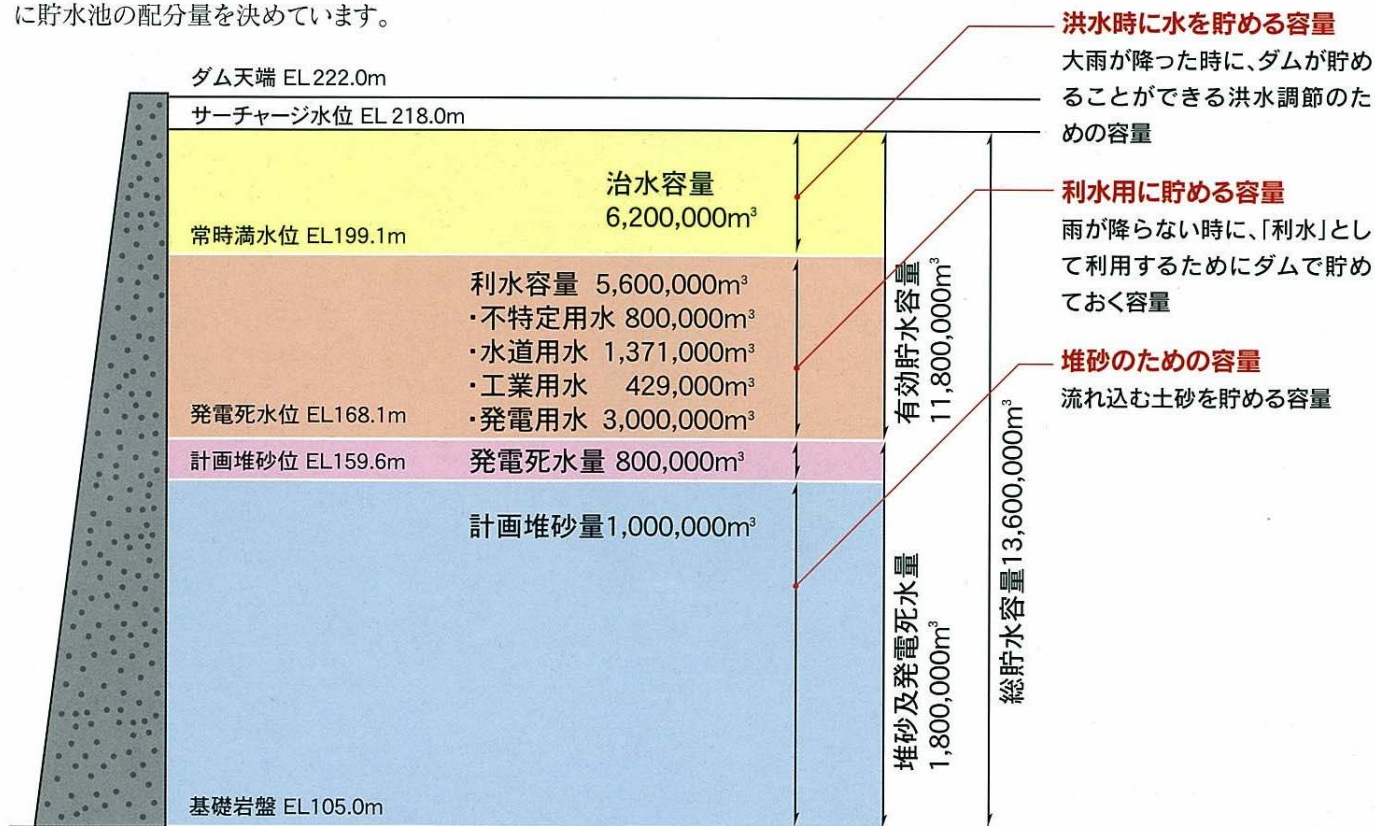 に貯水池の配分量を決めています。
ダム天端 EL222.0m
サーチャージ水位 EL 218.0m
治水容量
6,200,000m³
常時満水位 EL199.1m
利水容量 5,600,000m³
・不特定用水 800,000m³
・水道用水 1,371,000m³
・工業用水 429,000m³
・発電用水 3,000,000m³
発電死水位 EL168.1m
計画堆砂位 EL159.6m
発電死水量 800,000m³
計画堆砂量1,000,000m³
基礎岩盤 EL105.0m
有効貯水容量
11,800,000m³
堆砂及発電死水量
1,800,000m³
総貯水容量13,600,000m³
洪水時に水を貯める容量
大雨が降った時に、ダムが貯め
ることができる洪水調節のた
めの容量
利水用に貯める容量
雨が降らない時に、「利水」とし
て利用するためにダムで貯め
ておく容量
堆砂のための容量
流れ込む土砂を貯める容量